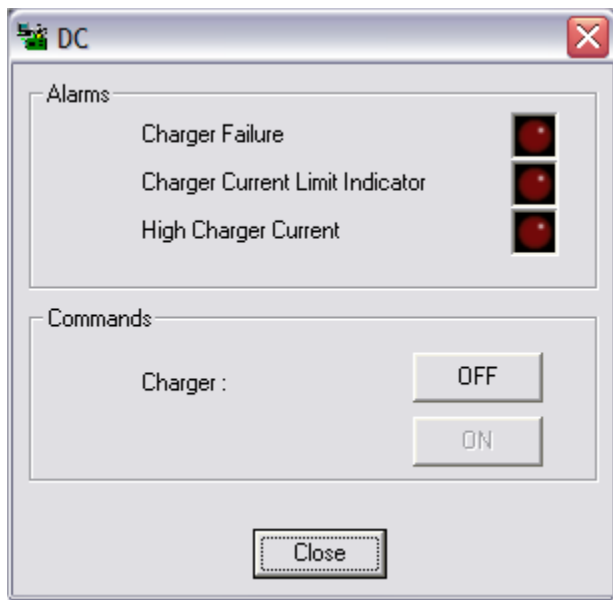 DC
Alarms
Charger Failure
Charger Current Limit Indicator
High Charger Current
Commands
Charger :
OFF
ON
Close